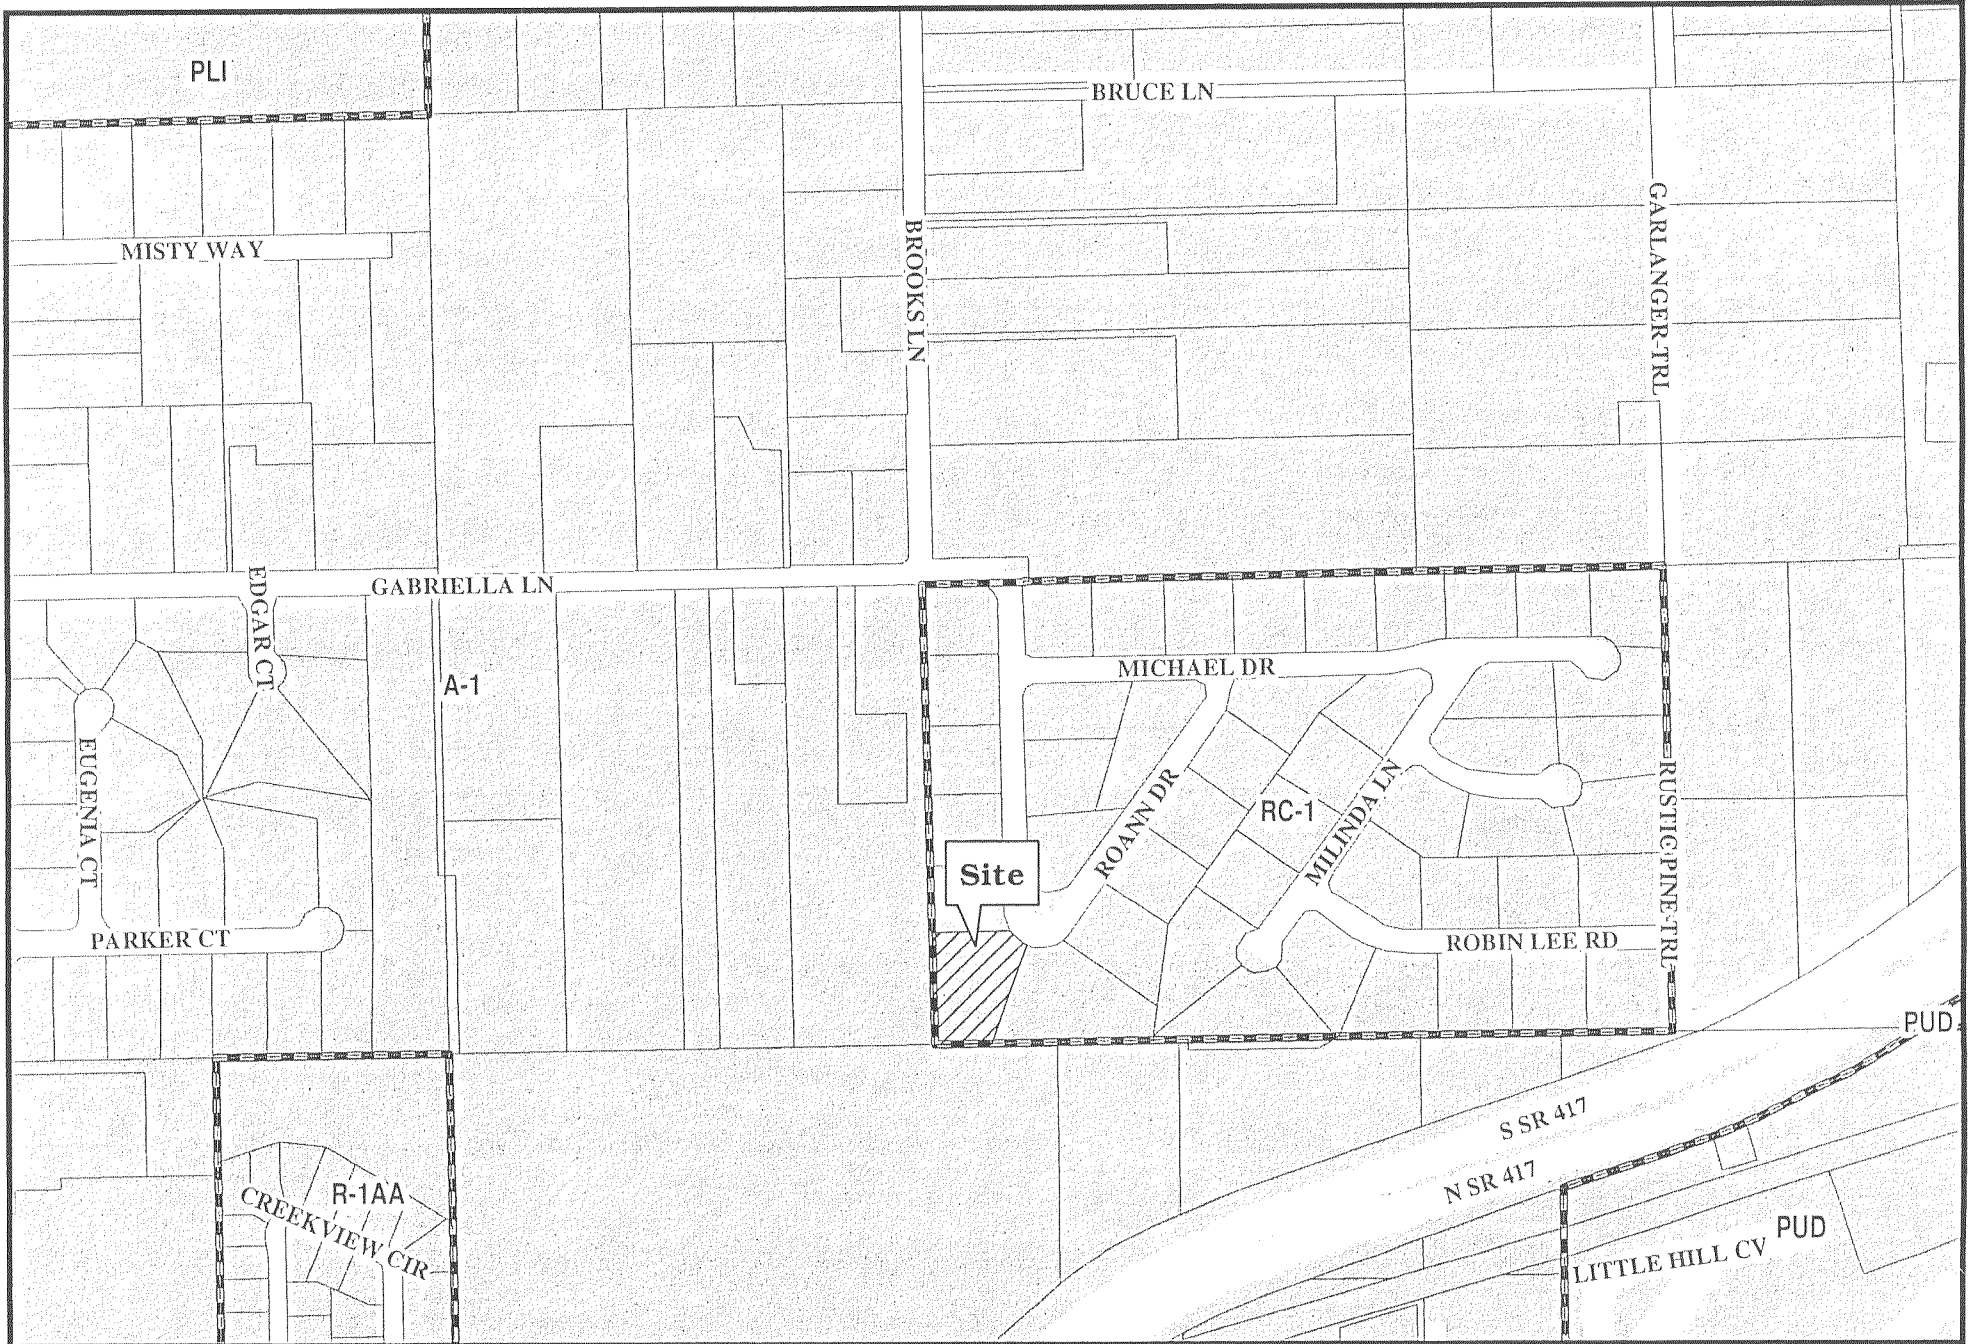 PLI
BRUCE LN
MISTY WAY
BROOKS LN
GARLANGER TRL
EDGAR CT
GABRIELLA LN
A-1
MICHAEL DR
EUGENIA CT
ROANN DR
RC-1
MILINDA LN
RUSTIC PINE TRL
Site
PARKER CT
ROBIN LEE RD
PUD
S SR 417
N SR 417
R-1AA
CREEKVIEW CIR
PUD
LITTLE HILL CV